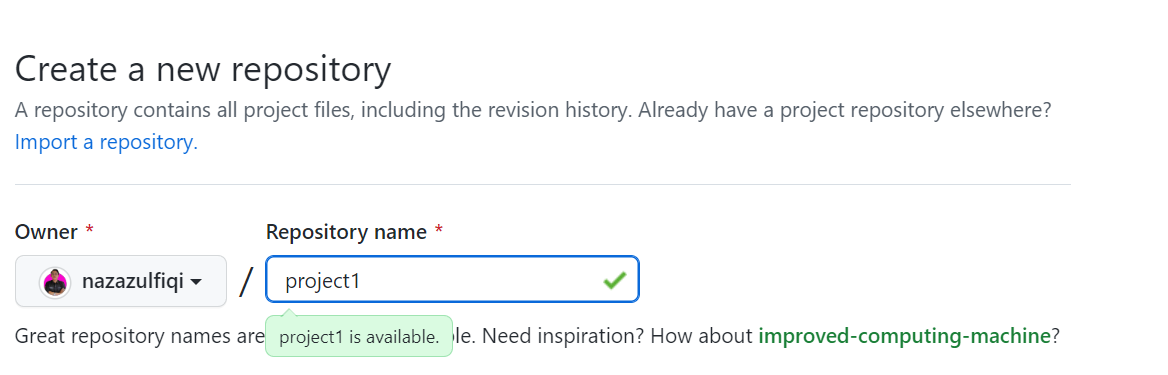 Create a new repository
A repository contains all project files, including the revision history. Already have a project repository elsewhere?
Import a repository.
Owner *
Repository name *
nazazulfiqi
/
project1
Great repository names are le. Need inspiration? How about improved-computing-machine?
project1 is available.